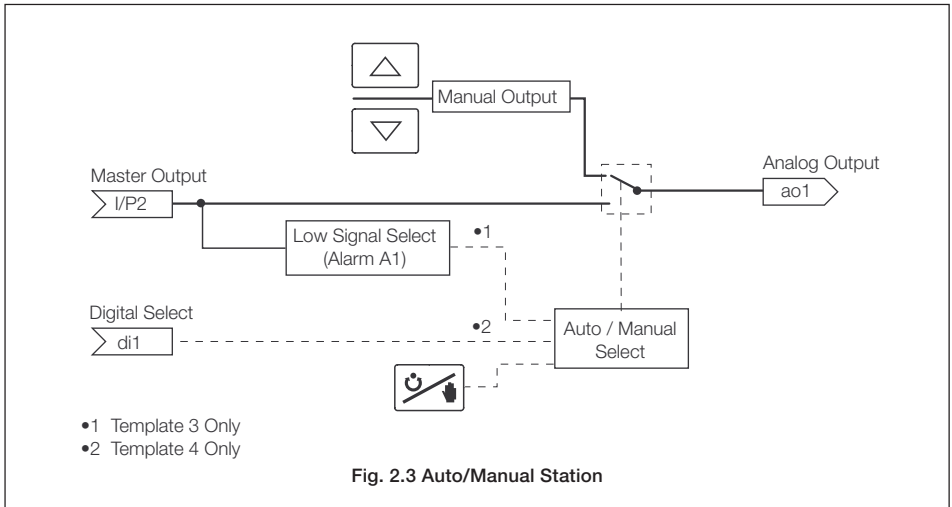 Manual Output
Master Output
I/P2
Analog Output
ao1
Low Signal Select
(Alarm A1)
•1
Digital Select
di1
•2
Auto / Manual
Select
•1 Template 3 Only
•2 Template 4 Only
Fig. 2.3 Auto/Manual Station